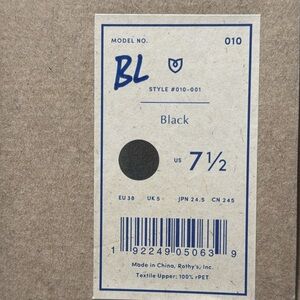 MODEL NO. 010
BL
STYLE #010-001
Black
US 7½
EU 38 UK 5 JPN 24.5 CN 245
1 92249 05063 9
Made in China, Rothy's, Inc.
Textile Upper: 100% rPET